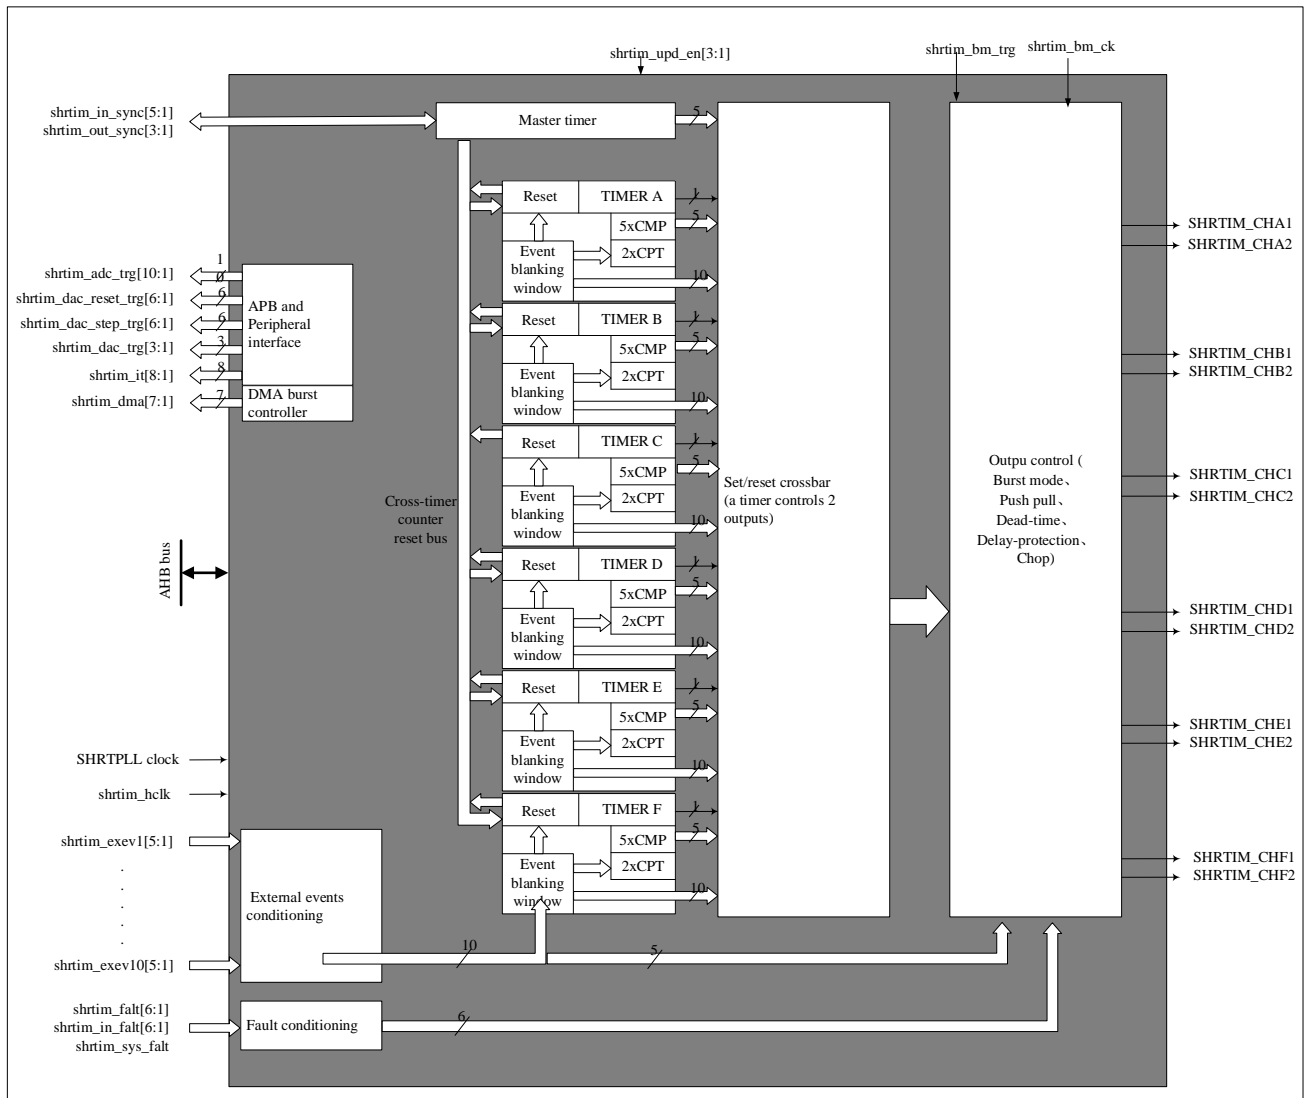 shrtim_upd_en[3:1]
shrtim_bm_trg
shrtim_bm_ck
shrtim_in_sync[5:1]
shrtim_out_sync[3:1]
Master timer
5
Reset
TIMER A
1
5xCMP
5
2xCPT
Event
blanking
window
10
shrtim_adc_trg[10:1]
1
0
shrtim_dac_reset_trg[6:1]
6
shrtim_dac_step_trg[6:1]
6
shrtim_dac_trg[3:1]
3
shrtim_it[8:1]
8
shrtim_dma[7:1]
7
APB and
Peripheral
interface
DMA burst
controller
Reset
TIMER B
1
5xCMP
5
2xCPT
Event
blanking
window
10
Reset
TIMER C
1
5xCMP
5
2xCPT
Event
blanking
window
10
Cross-timer
counter
reset bus
Reset
TIMER D
1
5xCMP
5
2xCPT
Event
blanking
window
10
Reset
TIMER E
1
5xCMP
5
2xCPT
Event
blanking
window
10
Reset
TIMER F
1
5xCMP
5
2xCPT
Event
blanking
window
10
Set/reset crossbar
(a timer controls 2
outputs)
Outpu control (
Burst mode、
Push pull、
Dead-time、
Delay-protection、
Chop)
SHRTIM_CHA1
SHRTIM_CHA2
SHRTIM_CHB1
SHRTIM_CHB2
SHRTIM_CHC1
SHRTIM_CHC2
SHRTIM_CHD1
SHRTIM_CHD2
SHRTIM_CHE1
SHRTIM_CHE2
SHRTIM_CHF1
SHRTIM_CHF2
AHB bus
SHRTPLL clock
shrtim_hclk
shrtim_exev1[5:1]
.
.
.
.
.
shrtim_exev10[5:1]
External events
conditioning
10
5
shrtim_falt[6:1]
shrtim_in_falt[6:1]
shrtim_sys_falt
Fault conditioning
6